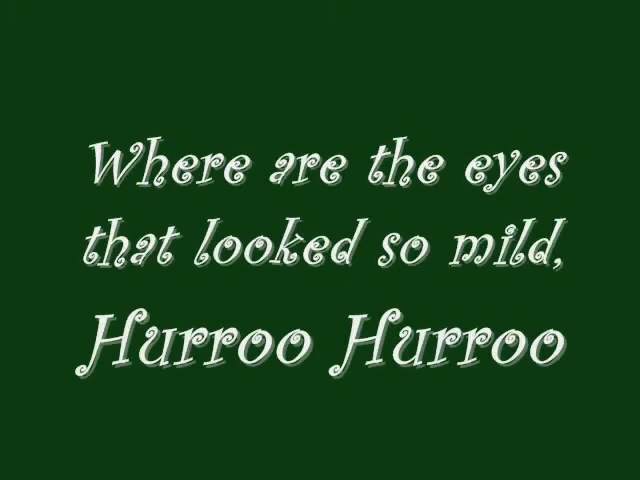 Where are the eyes
that looked so mild,
Hurroo Hurroo